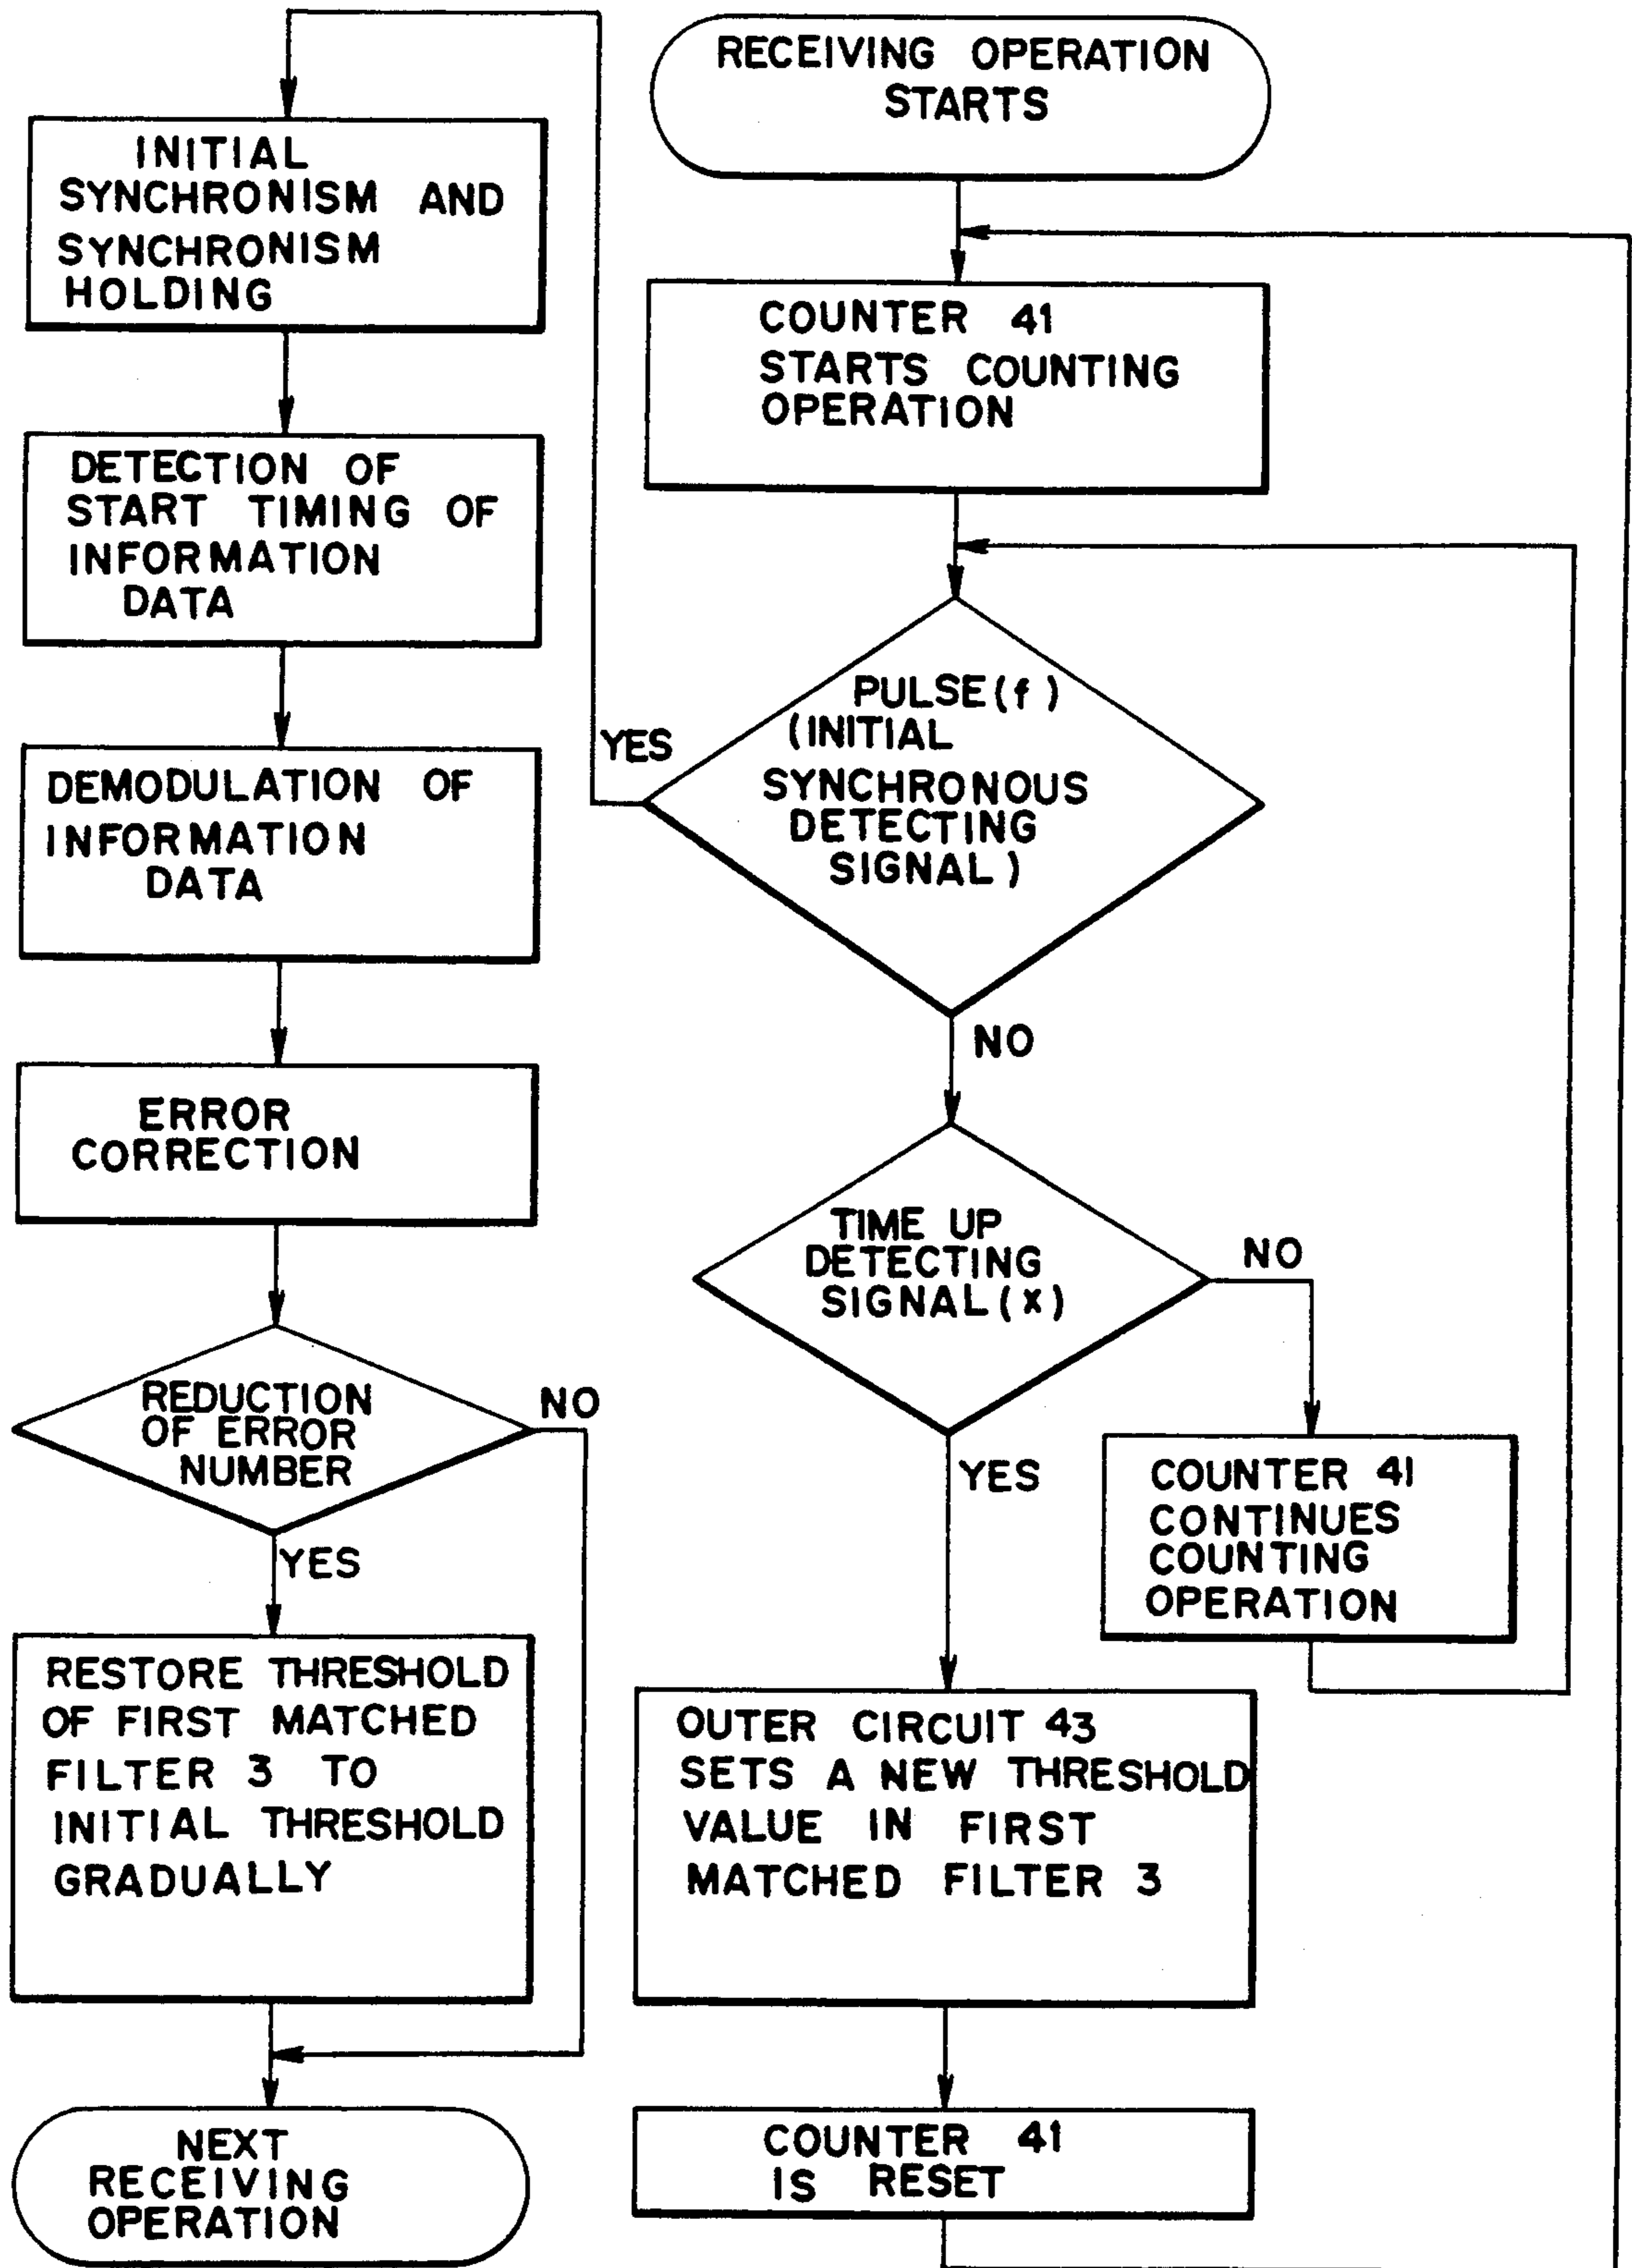 RECEIVING OPERATION
STARTS
COUNTER 41
STARTS COUNTING
OPERATION
PULSE(f)
(INITIAL
SYNCHRONOUS
DETECTING
SIGNAL)
YES
NO
TIME UP
DETECTING
SIGNAL(x)
NO
YES
COUNTER 41
CONTINUES
COUNTING
OPERATION
OUTER CIRCUIT 43
SETS A NEW THRESHOLD
VALUE IN FIRST
MATCHED FILTER 3
COUNTER 41
IS RESET
INITIAL
SYNCHRONISM AND
SYNCHRONISM
HOLDING
DETECTION OF
START TIMING OF
INFORMATION
DATA
DEMODULATION OF
INFORMATION
DATA
ERROR
CORRECTION
REDUCTION
OF ERROR
NUMBER
NO
YES
RESTORE THRESHOLD
OF FIRST MATCHED
FILTER 3 TO
INITIAL THRESHOLD
GRADUALLY
NEXT
RECEIVING
OPERATION